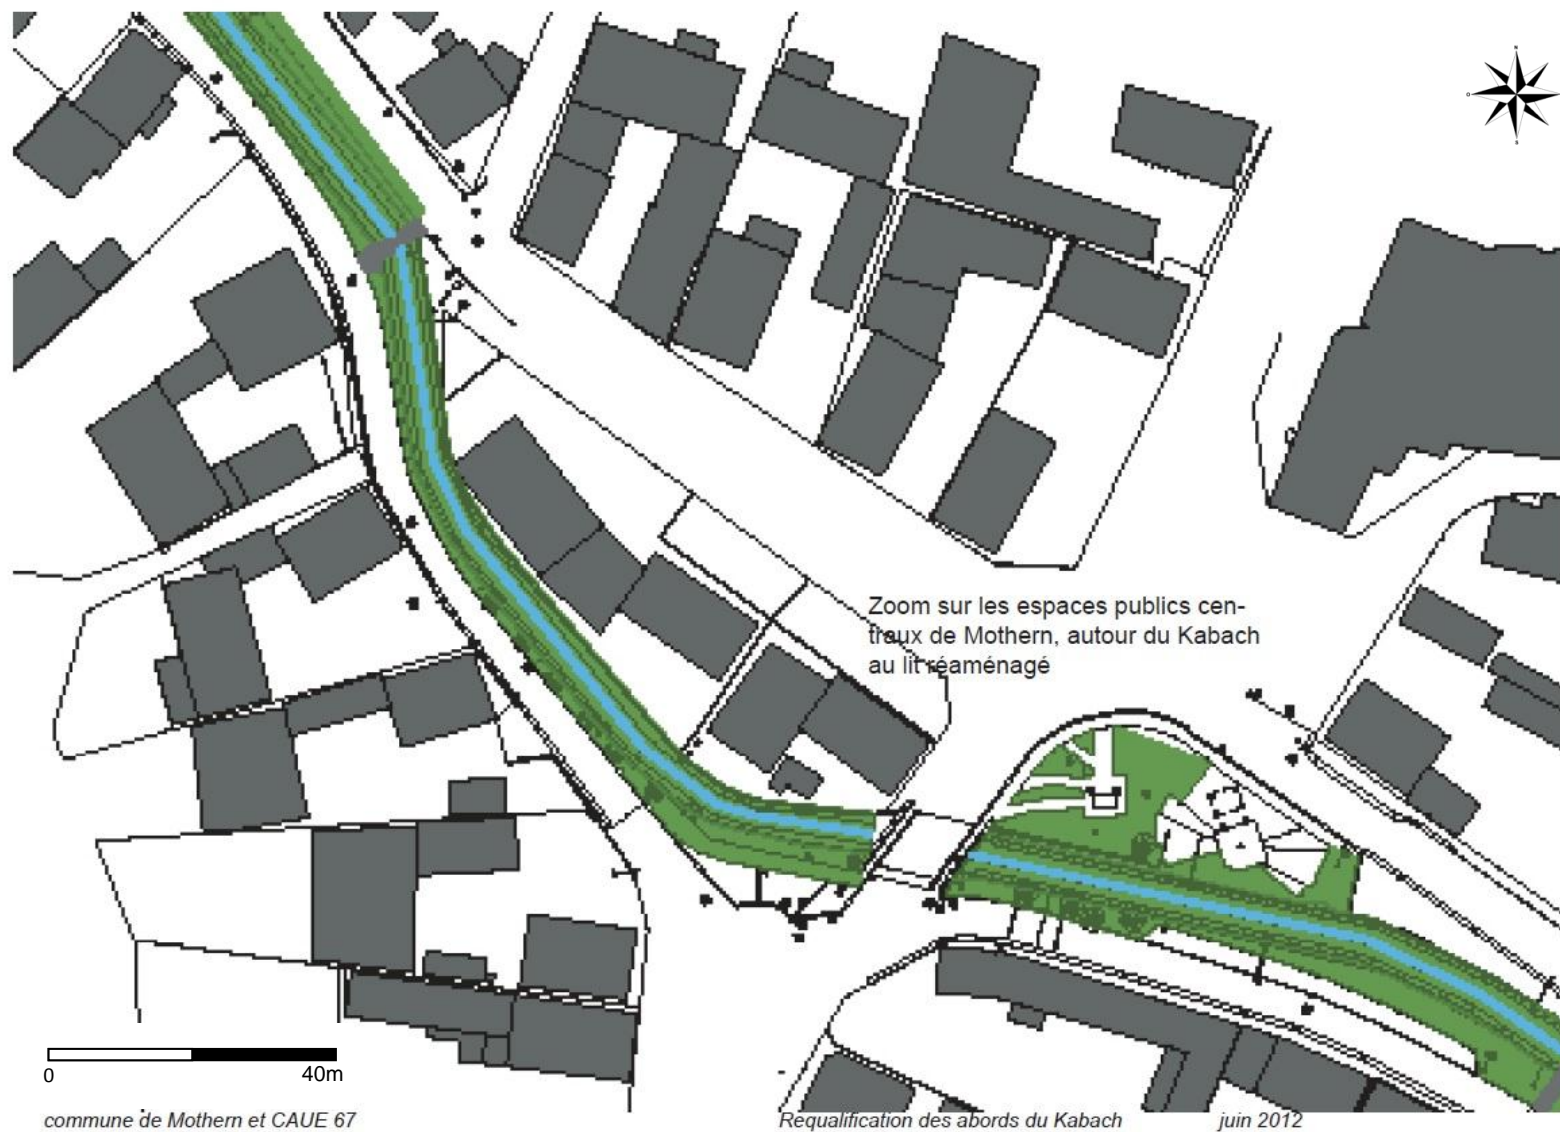 Zoom sur les espaces publics cen-
traux de Mothern, autour du Kabach
au lit réaménagé
0 40m
commune de Mothern et CAUE 67 Requalification des abords du Kabach juin 2012